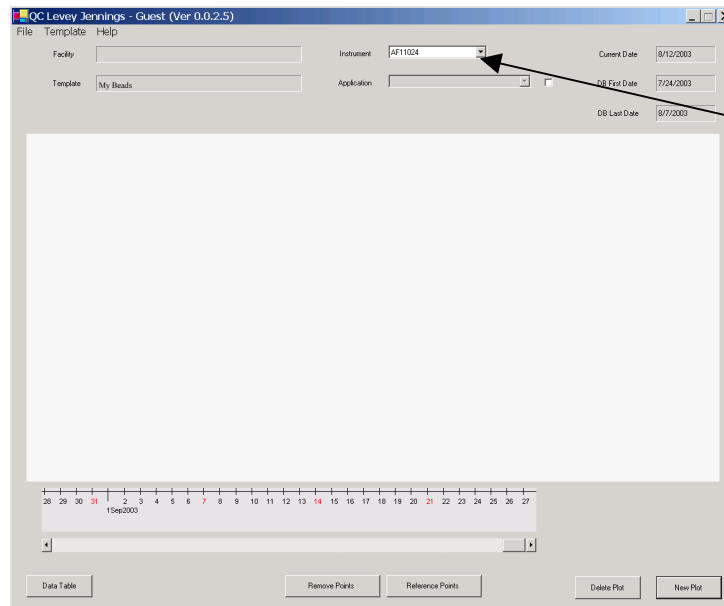 QC Levey Jennings - Guest (Ver 0.0.2.5)
File Template Help
Facility Instrument AF11024 Current Date 8/12/2003
Template My Beads Application DB First Date 7/24/2003
DB Last Date 8/7/2003
28 29 30 31 2 3 4 5 6 7 8 9 10 11 12 13 14 15 16 17 18 19 20 21 22 23 24 25 26 27
1Sep2003
Data Table Remove Points Reference Points Delete Plot New Plot